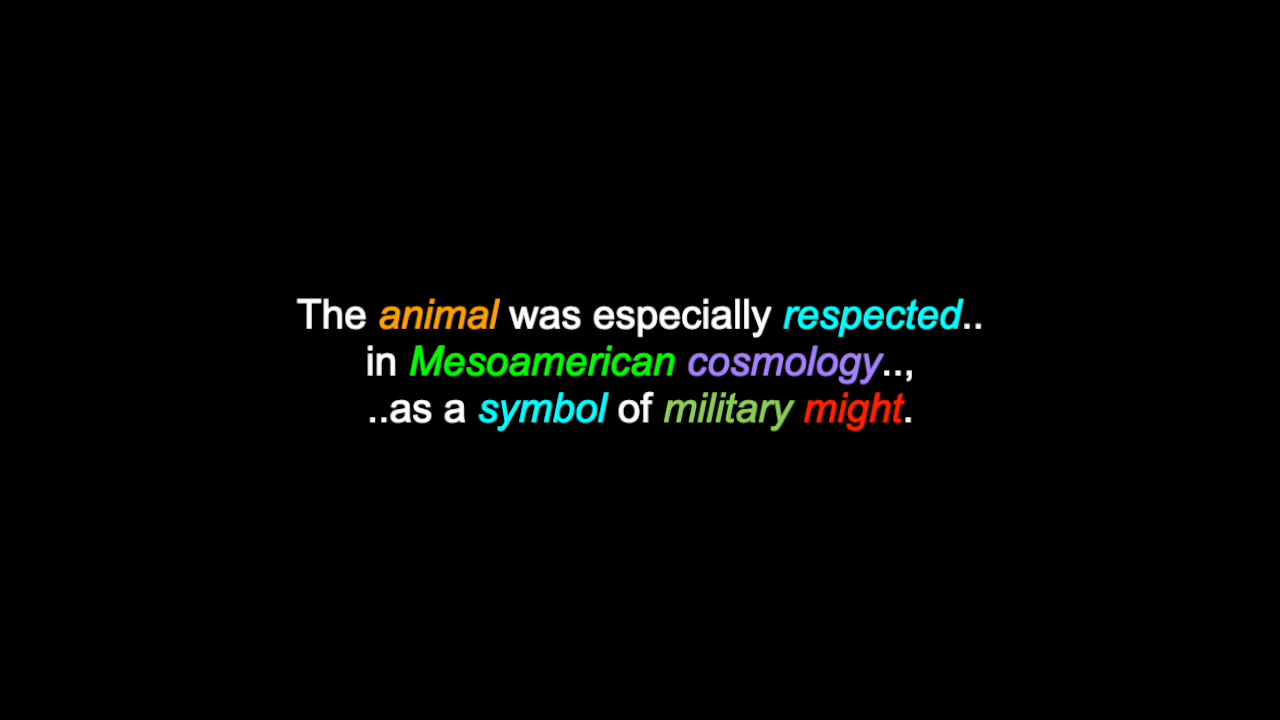 The animal was especially respected..
in Mesoamerican cosmology..,
..as a symbol of military might.